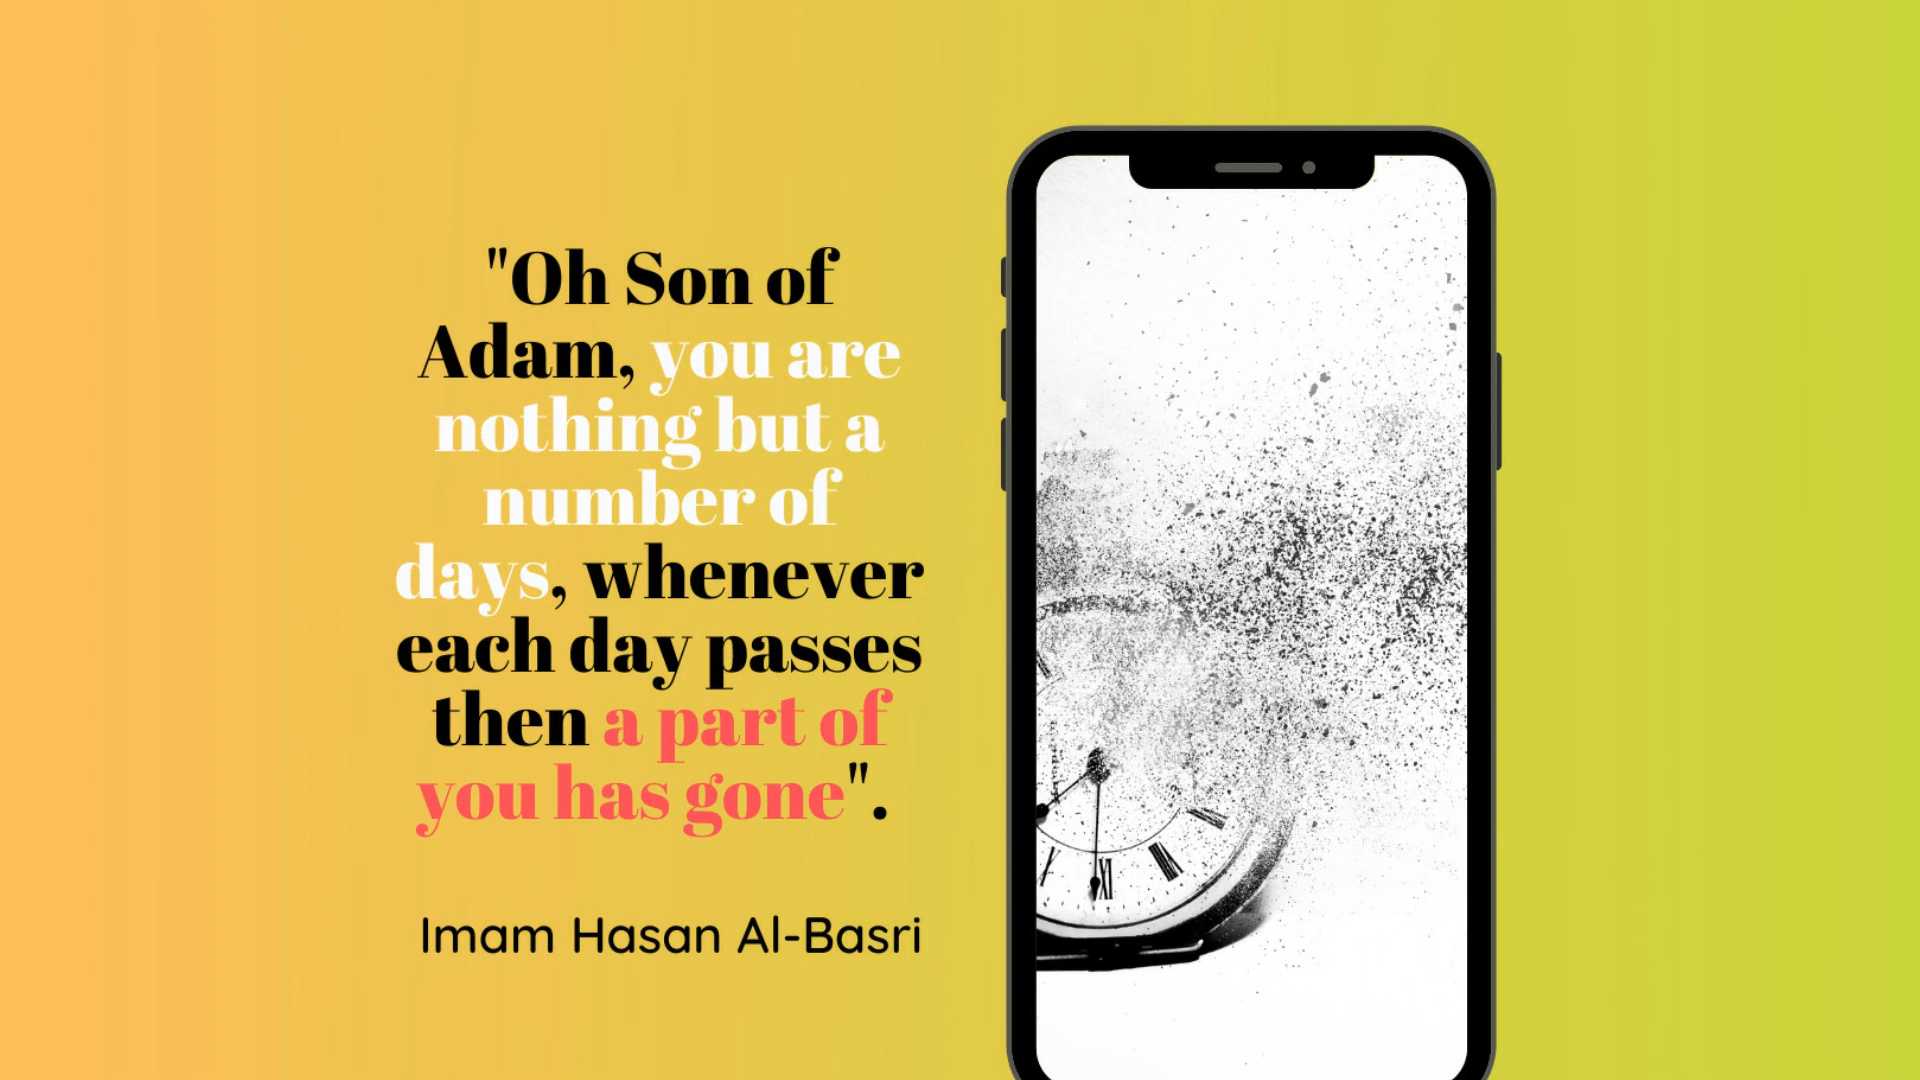 "Oh Son of
Adam, you are
nothing but a
number of
days, whenever
each day passes
then a part of
you has gone".
Imam Hasan Al-Basri